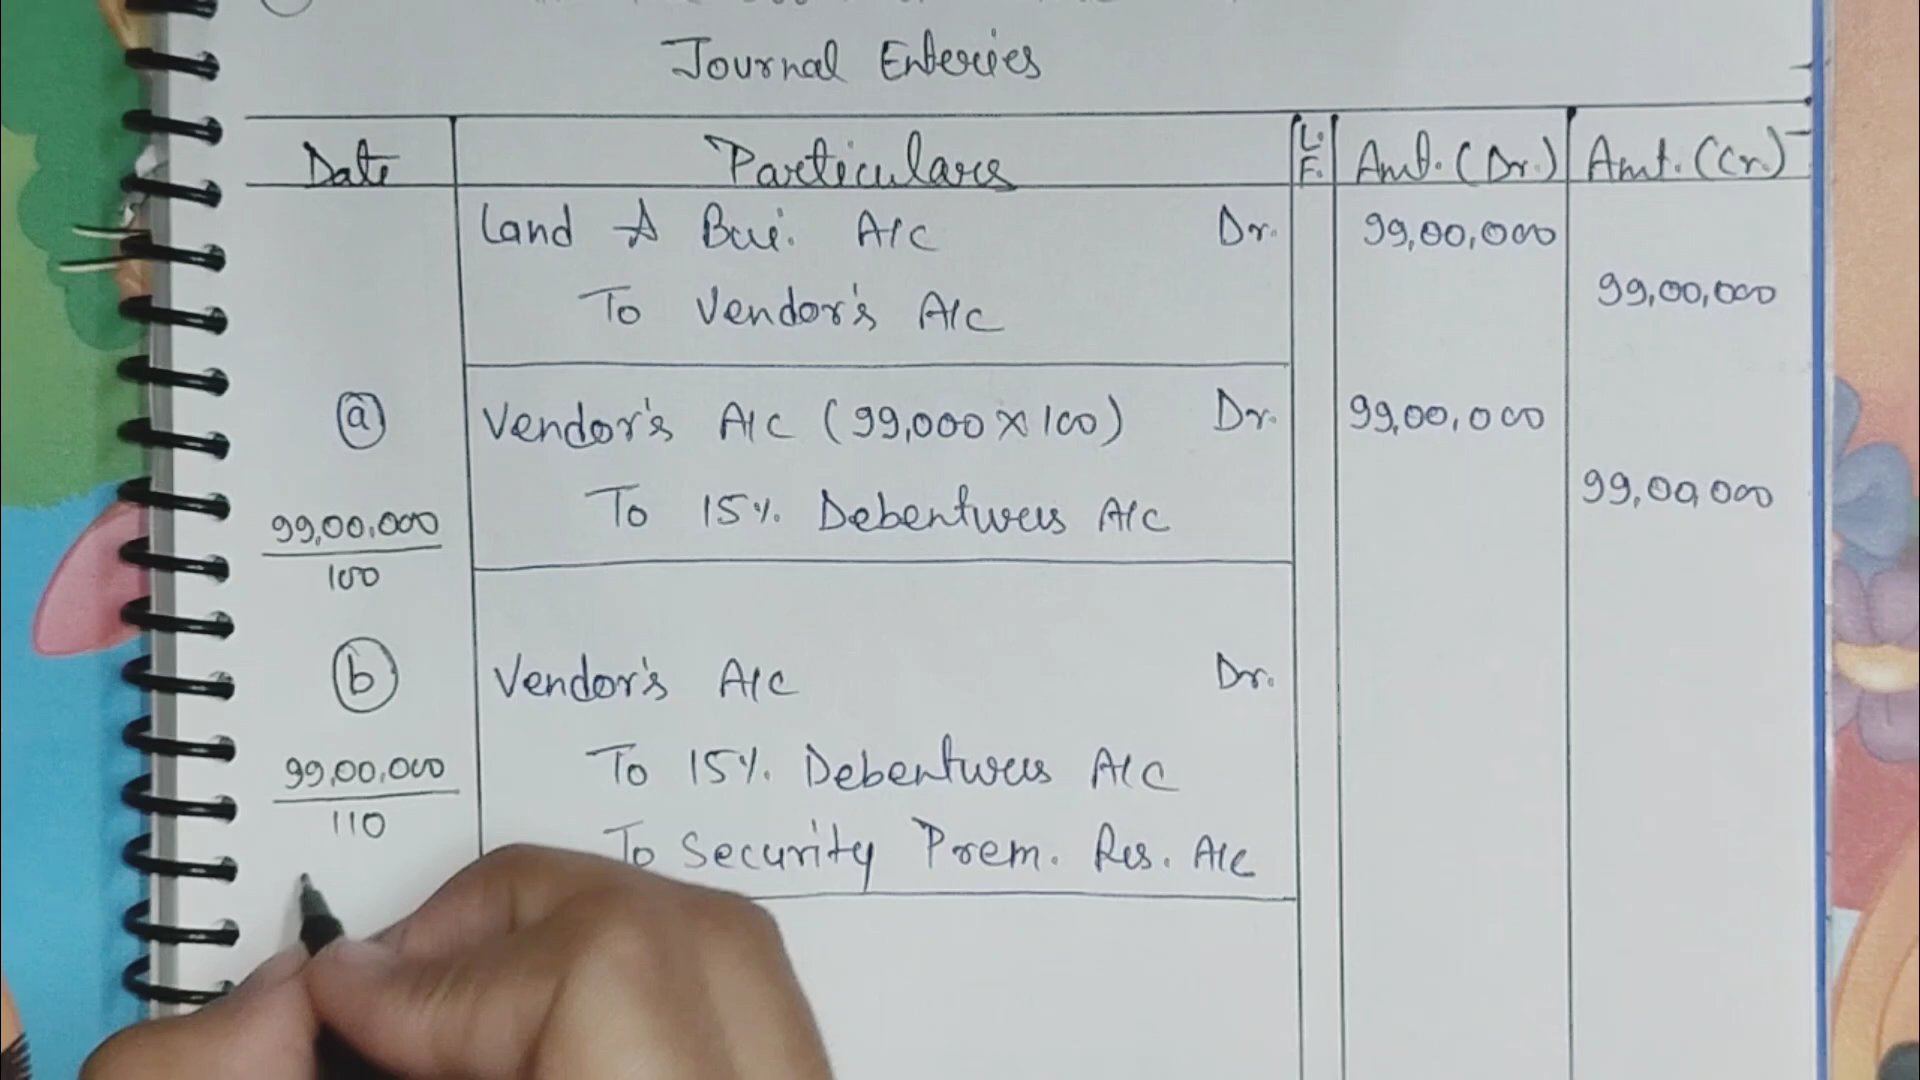 Journal Enteries
Date Particulars L.F. Amt. (Dr.) Amt. (Cr.)
Land & Bui. A/C Dr. 99,00,000
To Vendor's A/C 99,00,000
(a) Vendor's A/C (99,000 × 100) Dr. 99,00,000
To 15% Debentures A/C 99,00,000
99,00,000
100
(b) Vendor's A/C Dr.
To 15% Debentures A/C
99,00,000
110
To Security Prem. Res. A/C